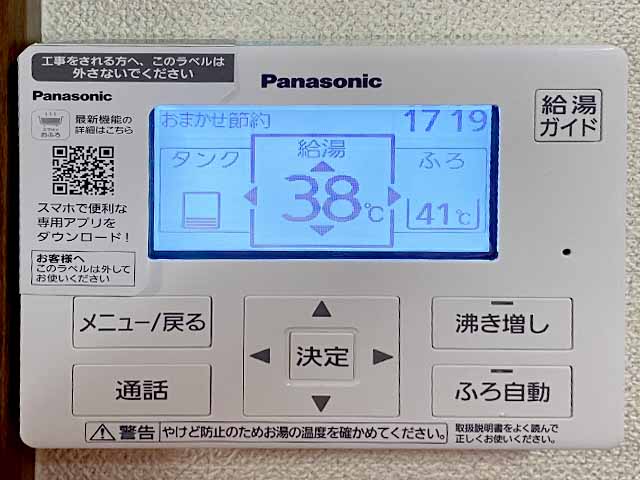 工事をされる方へ、このラベルは
外さないでください
Panasonic
Panasonic
最新機能の
詳細はこちら
スマホで
おふろ
スマホで便利な
専用アプリを
ダウンロード!
お客様へ
このラベルは外して
お使いください
おまかせ節約
17 19
タンク
給湯
38℃
ふろ
41℃
給湯
ガイド
メニュー/戻る
通話
決定
沸き増し
ふろ自動
警告
やけど防止のためお湯の温度を確かめてください。
取扱説明書をよく読んで
正しくお使いください。